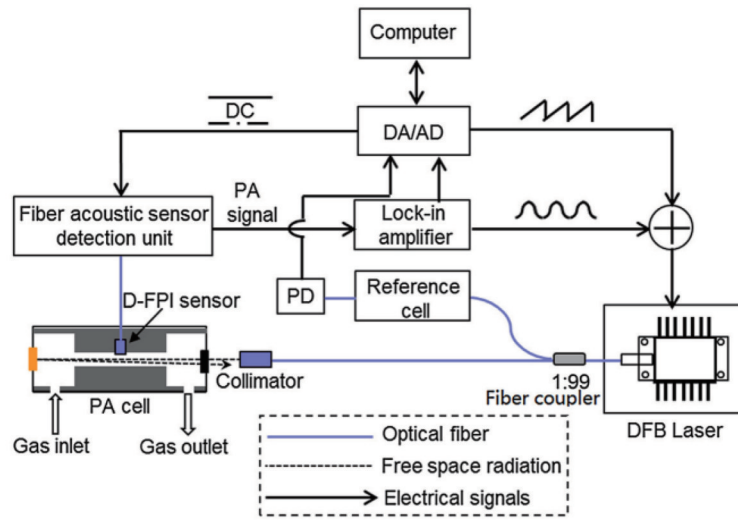 Computer
DC
DA/AD
PA
signal
Fiber acoustic sensor
detection unit
Lock-in
amplifier
D-FPI sensor
PD
Reference
cell
Collimator
1:99
Fiber coupler
PA cell
Gas inlet
Gas outlet
DFB Laser
Optical fiber
Free space radiation
Electrical signals